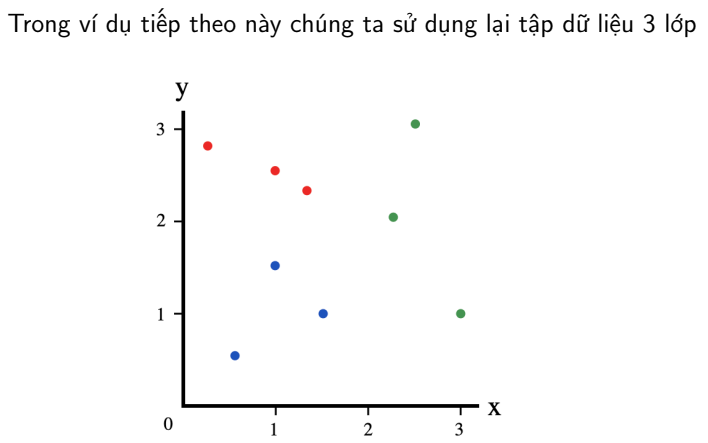 Trong ví dụ tiếp theo này chúng ta sử dụng lại tập dữ liệu 3 lớp
y
3
2
1
0
1
2
3
x